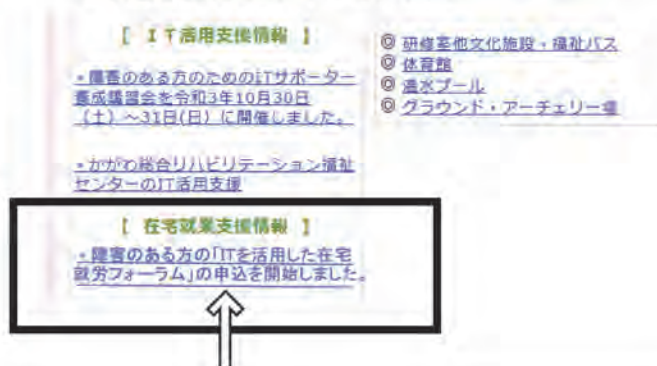 [ IT活用支援情報 ]
・障害のある方のためのITサポーター
養成講習会を令和3年10月30日
(土)~31日(日)に開催しました。
・かがわ総合リハビリテーション福祉
センターのIT活用支援
[ 在宅就業支援情報 ]
・障害のある方の「ITを活用した在宅
就労フォーラム」の申込を開始しました。
◎ 研修室他文化施設・福祉バス
◎ 体育館
◎ 温水プール
◎ グラウンド・アーチェリー場